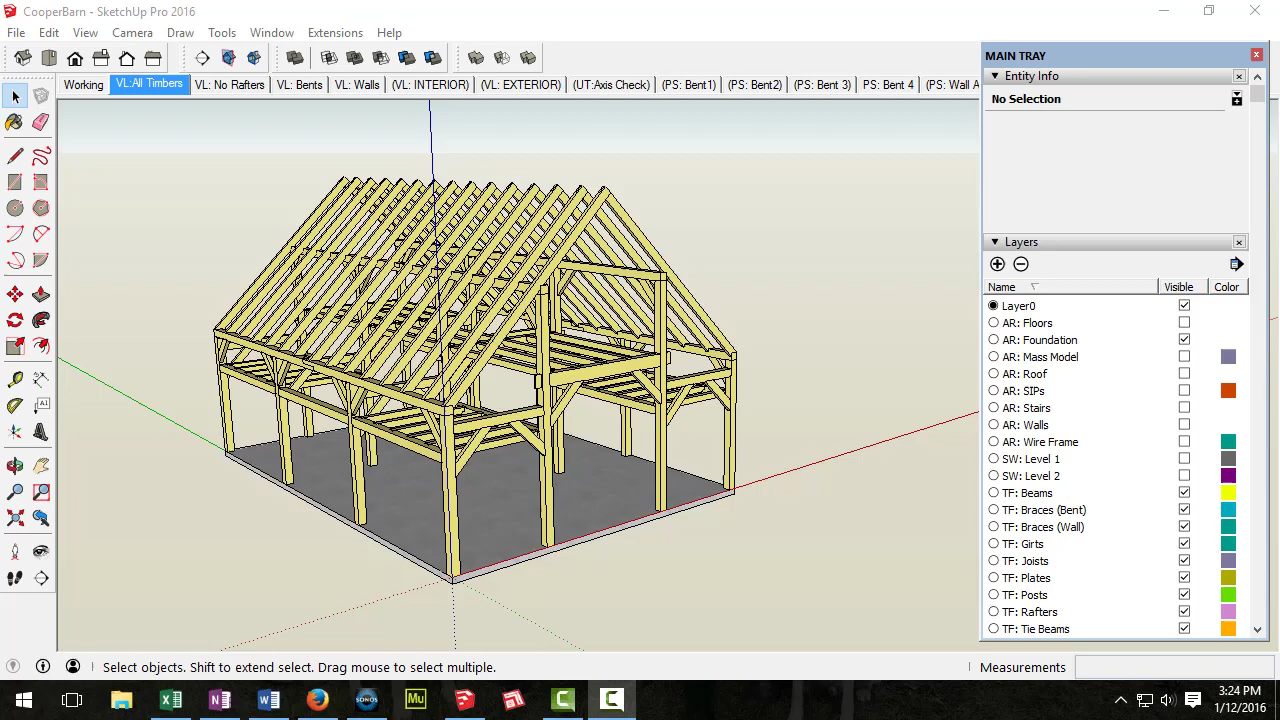 CooperBarn - SketchUp Pro 2016
File Edit View Camera Draw Tools Window Extensions Help
MAIN TRAY
Entity Info
No Selection
Working VL:All Timbers VL: No Rafters VL: Bents VL: Walls (VL: INTERIOR) (VL: EXTERIOR) (UT:Axis Check) (PS: Bent1) (PS: Bent2) (PS: Bent 3) PS: Bent 4 (PS: Wall A
Layers
Name Visible Color
Layer0
AR: Floors
AR: Foundation
AR: Mass Model
AR: Roof
AR: SIPs
AR: Stairs
AR: Walls
AR: Wire Frame
SW: Level 1
SW: Level 2
TF: Beams
TF: Braces (Bent)
TF: Braces (Wall)
TF: Girts
TF: Joists
TF: Plates
TF: Posts
TF: Rafters
TF: Tie Beams
Select objects. Shift to extend select. Drag mouse to select multiple.
Measurements
SONOS
Mu
3:24 PM
1/12/2016